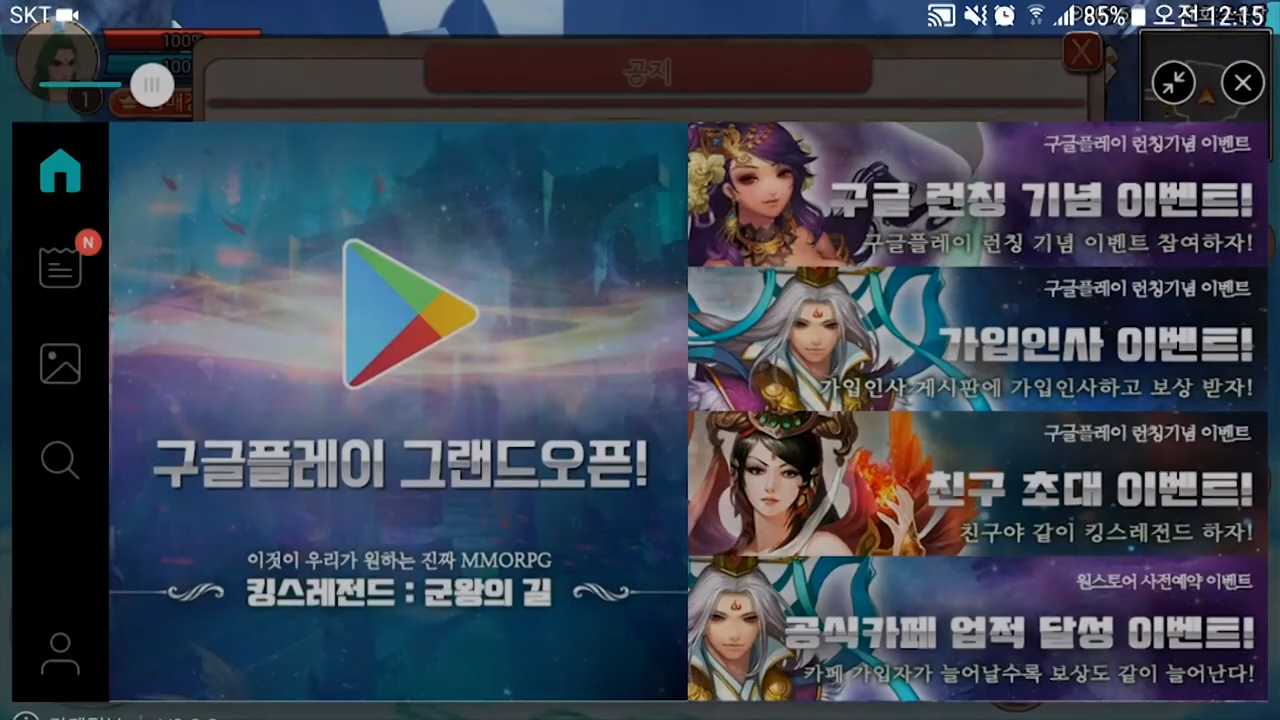 SKT
85% 오전 12:15
100%
100
공지
1
N
구글플레이 그랜드오픈!
이것이 우리가 원하는 진짜 MMORPG
킹스레전드 : 군왕의 길
구글플레이 런칭기념 이벤트
구글 런칭 기념 이벤트!
구글플레이 런칭 기념 이벤트 참여하자!
구글플레이 런칭기념 이벤트
가입인사 이벤트!
가입인사 게시판에 가입인사하고 보상 받자!
구글플레이 런칭기념 이벤트
친구 초대 이벤트!
친구야 같이 킹스레전드 하자!
원스토어 사전예약 이벤트
공식카페 업적 달성 이벤트!
카페 가입자가 늘어날수록 보상도 같이 늘어난다!